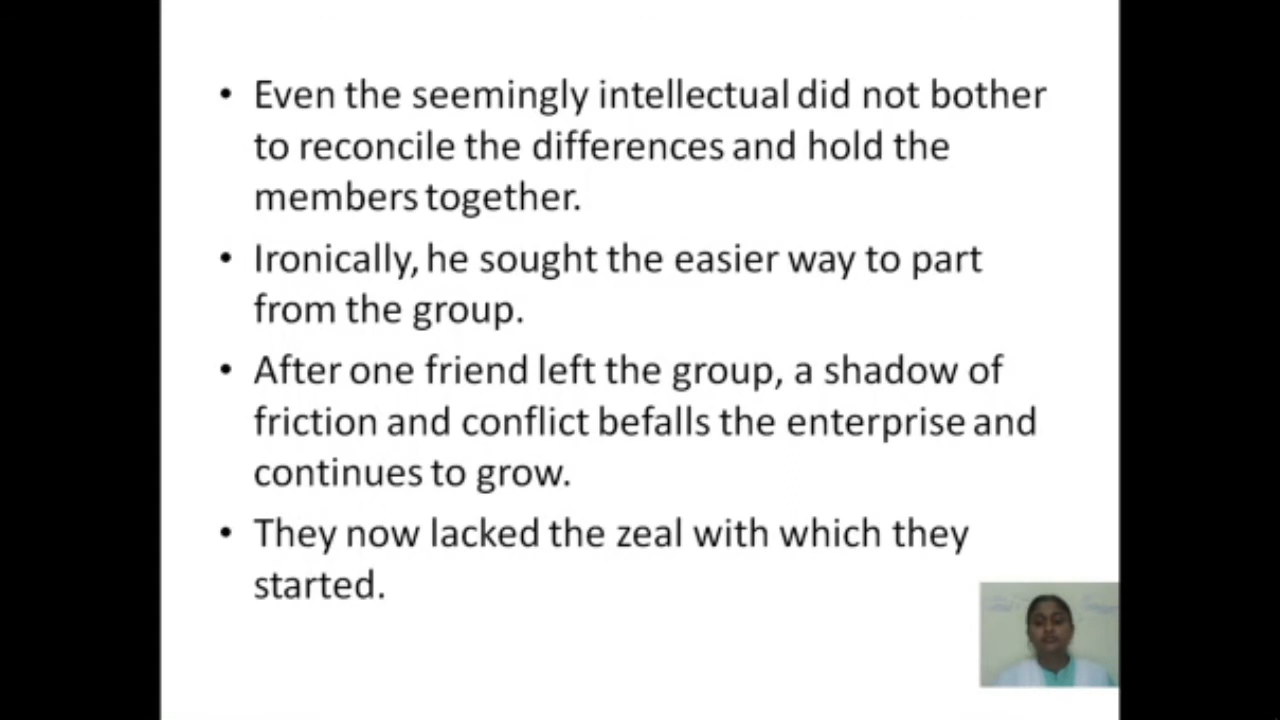 • Even the seemingly intellectual did not bother
to reconcile the differences and hold the
members together.
• Ironically, he sought the easier way to part
from the group.
• After one friend left the group, a shadow of
friction and conflict befalls the enterprise and
continues to grow.
• They now lacked the zeal with which they
started.